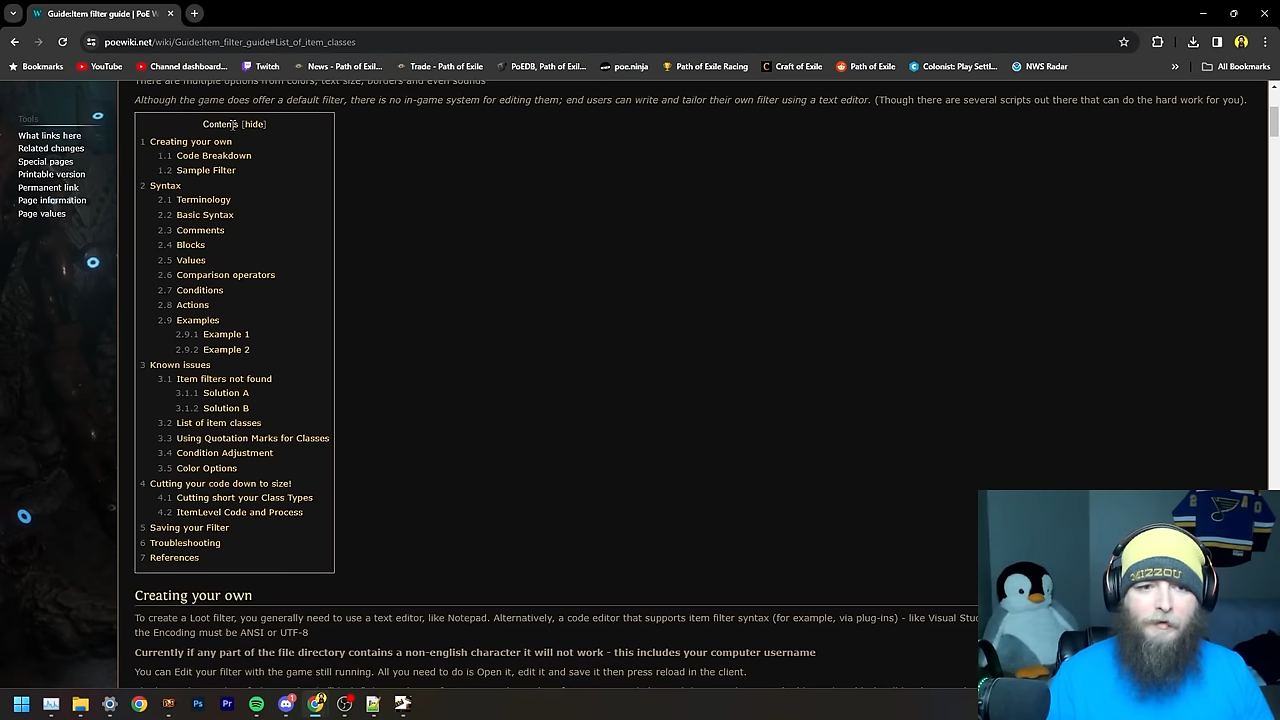 Guide:Item filter guide | PoE W
poewiki.net/wiki/Guide:Item_filter_guide#List_of_item_classes
Bookmarks YouTube Channel dashboard... Twitch News - Path of Exil... Trade - Path of Exile PoEDB, Path of Exil... poe.ninja Path of Exile Racing Craft of Exile Path of Exile Colonist: Play Settl... NWS Radar » All Bookmarks
There are multiple options from colors, text size, borders and even sounds
Although the game does offer a default filter, there is no in-game system for editing them; end users can write and tailor their own filter using a text editor. (Though there are several scripts out there that can do the hard work for you).
Tools
What links here
Related changes
Special pages
Printable version
Permanent link
Page information
Page values
Contents [hide]
1 Creating your own
1.1 Code Breakdown
1.2 Sample Filter
2 Syntax
2.1 Terminology
2.2 Basic Syntax
2.3 Comments
2.4 Blocks
2.5 Values
2.6 Comparison operators
2.7 Conditions
2.8 Actions
2.9 Examples
2.9.1 Example 1
2.9.2 Example 2
3 Known issues
3.1 Item filters not found
3.1.1 Solution A
3.1.2 Solution B
3.2 List of item classes
3.3 Using Quotation Marks for Classes
3.4 Condition Adjustment
3.5 Color Options
4 Cutting your code down to size!
4.1 Cutting short your Class Types
4.2 ItemLevel Code and Process
5 Saving your Filter
6 Troubleshooting
7 References
Creating your own
To create a Loot filter, you generally need to use a text editor, like Notepad. Alternatively, a code editor that supports item filter syntax (for example, via plug-ins) - like Visual Stud
the Encoding must be ANSI or UTF-8
Currently if any part of the file directory contains a non-english character it will not work - this includes your computer username
You can Edit your filter with the game still running. All you need to do is Open it, edit it and save it then press reload in the client.
MIZZOU